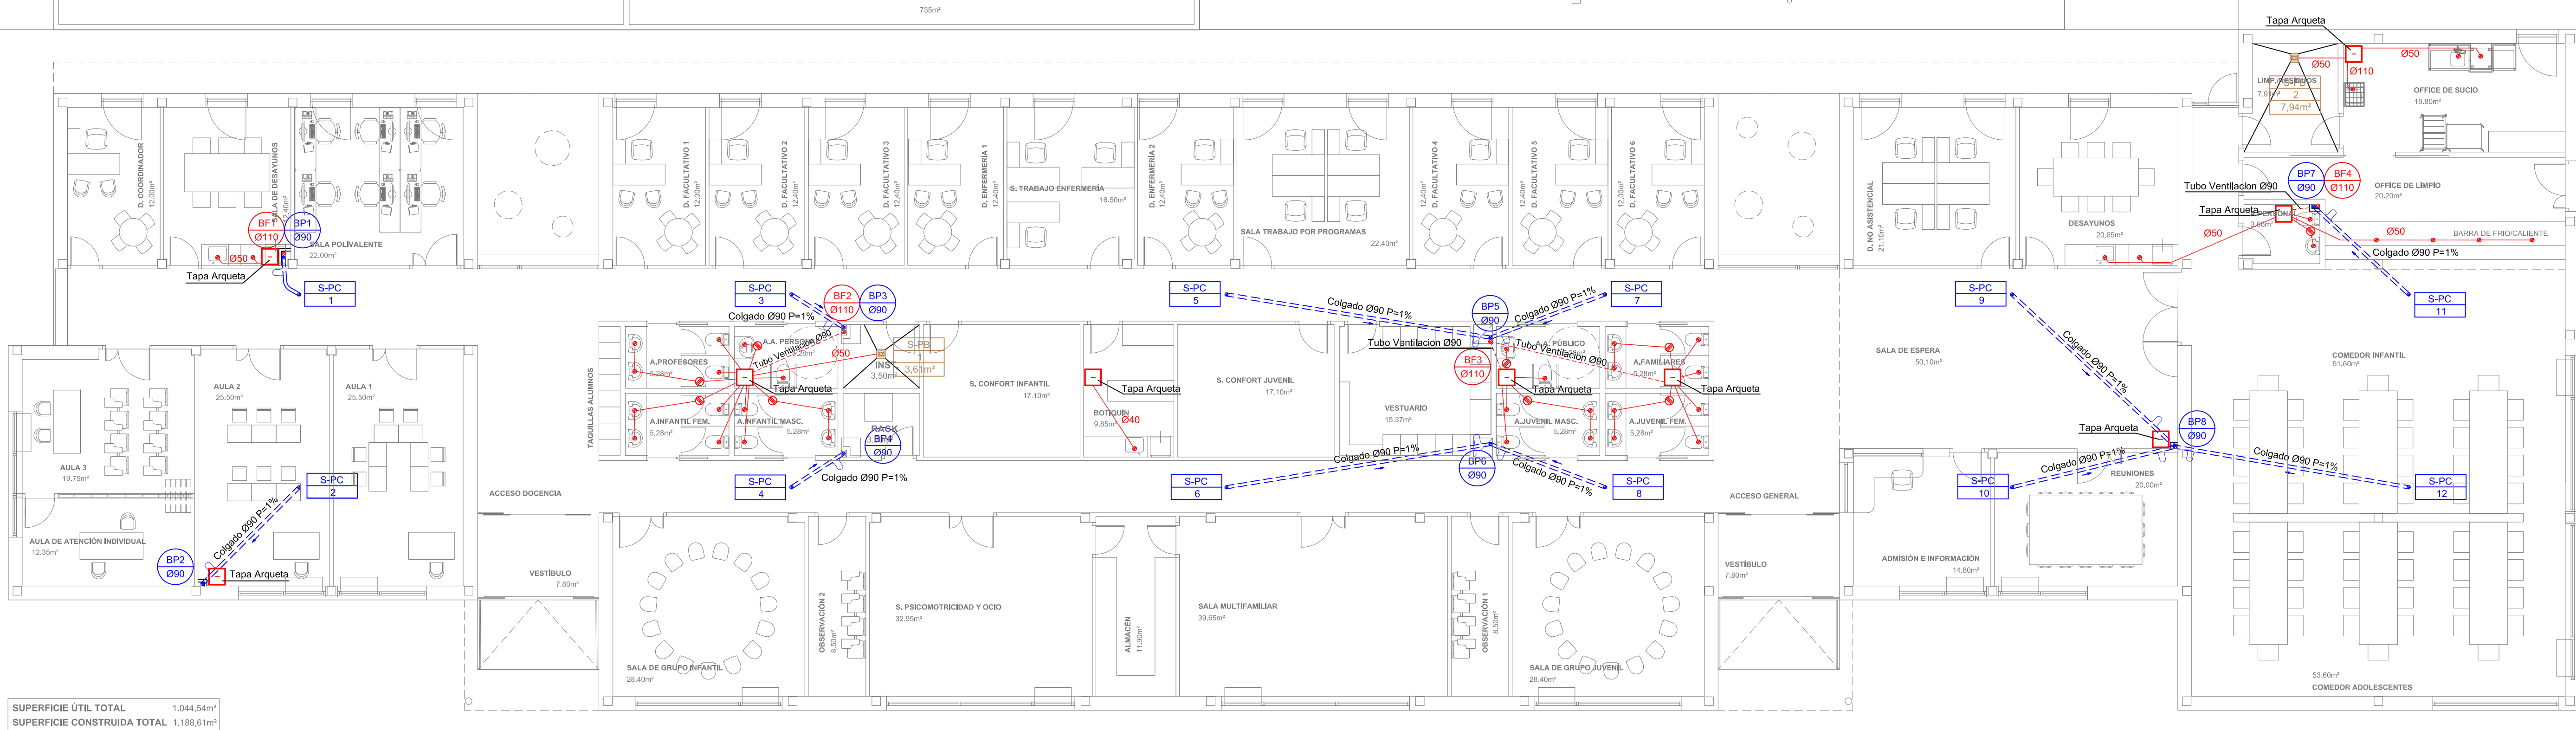 735m²
Tapa Arqueta
Ø50
Ø50
Ø110
LIMP./RESIDUOS
S-PB
2
7,94m²
OFFICE DE SUCIO
19.80m²
D. COORDINADOR
12,00m²
SALA DE DESAYUNOS
12,40m²
BF1
Ø110
BP1
Ø90
SALA POLIVALENTE
22.00m²
Ø50
Tapa Arqueta
S-PC
1
D. FACULTATIVO 1
12,00m²
D. FACULTATIVO 2
12,40m²
D. FACULTATIVO 3
12,40m²
D. ENFERMERÍA 1
12,40m²
S. TRABAJO ENFERMERÍA
16.50m²
D. ENFERMERÍA 2
12,40m²
SALA TRABAJO POR PROGRAMAS
22.40m²
D. FACULTATIVO 4
12,40m²
D. FACULTATIVO 5
12,40m²
D. FACULTATIVO 6
12,00m²
D. NO ASISTENCIAL
21,10m²
DESAYUNOS
20,65m²
Tubo Ventilacion Ø90
Tapa Arqueta
Ø50
BP7
Ø90
BF4
Ø110
OFFICE DE LIMPIO
20.20m²
Ø50
BARRA DE FRIO/CALIENTE
Colgado Ø90 P=1%
S-PC
11
S-PC
3
Colgado Ø90 P=1%
BF2
Ø110
BP3
Ø90
S-PC
5
Colgado Ø90 P=1%
BP5
Ø90
Colgado Ø90 P=1%
S-PC
7
S-PC
9
Colgado Ø90 P=1%
A.PROFESORES
5,28m²
A.A. PERSONAL
5,28m²
Tubo Ventilacion Ø90
Ø50
Tapa Arqueta
INST.
3.50m²
S-PB
1
3,61m²
S. CONFORT INFANTIL
17,10m²
Tapa Arqueta
BOTIQUÍN
9.85m²
Ø40
S. CONFORT JUVENIL
17,10m²
Tubo Ventilacion Ø90
BF3
Ø110
VESTUARIO
15,37m²
A.A. PÚBLICO
Tubo Ventilacion Ø90
Tapa Arqueta
A.FAMILIARES
5.28m²
Tapa Arqueta
SALA DE ESPERA
50,10m²
COMEDOR INFANTIL
51.60m²
TAQUILLAS ALUMNOS
A.INFANTIL FEM.
5,28m²
A.INFANTIL MASC.
5.28m²
RACK
BP4
Ø90
A.JUVENIL MASC.
5.28m²
A.JUVENIL FEM.
5,28m²
AULA 2
25.50m²
AULA 1
25.50m²
AULA 3
19.75m²
S-PC
2
Colgado Ø90 P=1%
AULA DE ATENCIÓN INDIVIDUAL
12.35m²
BP2
Ø90
Tapa Arqueta
ACCESO DOCENCIA
S-PC
4
Colgado Ø90 P=1%
S-PC
6
Colgado Ø90 P=1%
BP6
Ø90
Colgado Ø90 P=1%
S-PC
8
ACCESO GENERAL
Tapa Arqueta
BP8
Ø90
Colgado Ø90 P=1%
S-PC
10
REUNIONES
20,00m²
Colgado Ø90 P=1%
S-PC
12
VESTÍBULO
7.80m²
SALA DE GRUPO INFANTIL
28.40m²
OBSERVACIÓN 2
8,50m²
S. PSICOMOTRICIDAD Y OCIO
32,95m²
ALMACÉN
11.90m²
SALA MULTIFAMILIAR
39.65m²
OBSERVACIÓN 1
8,50m²
SALA DE GRUPO JUVENIL
28.40m²
VESTÍBULO
7.80m²
ADMISIÓN E INFORMACIÓN
14.80m²
53.60m²
COMEDOR ADOLESCENTES
SUPERFICIE ÚTIL TOTAL 1.044,54m²
SUPERFICIE CONSTRUIDA TOTAL 1.188,61m²